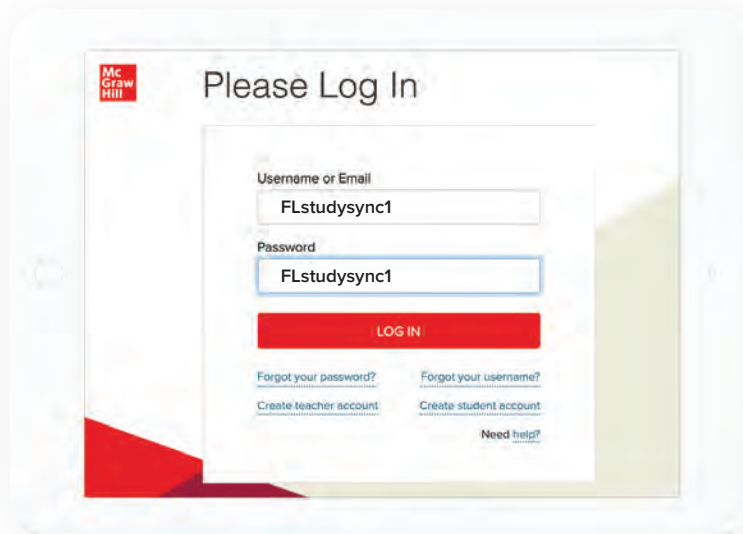 Mc
Graw
Hill
Please Log In
Username or Email
FLstudysync1
Password
FLstudysync1
LOG IN
Forgot your password? Forgot your username?
Create teacher account Create student account
Need help?